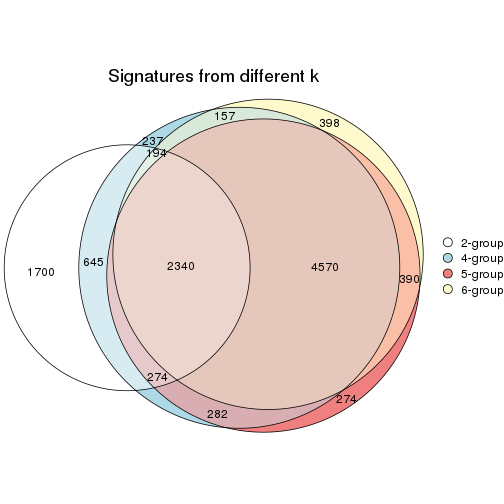 Signatures from different k
157
398
237
194
1700
645
2340
4570
390
274
282
274
2-group
4-group
5-group
6-group